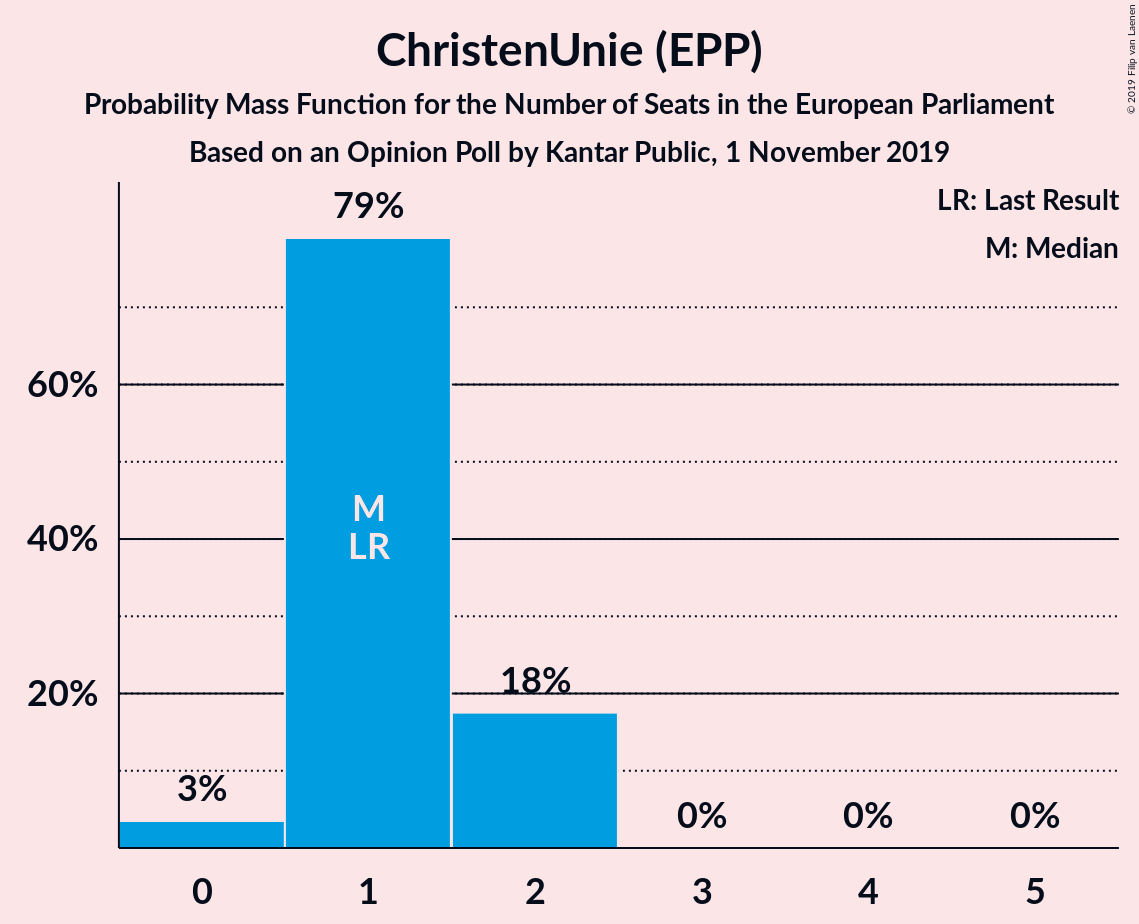 ChristenUnie (EPP)
Probability Mass Function for the Number of Seats in the European Parliament
Based on an Opinion Poll by Kantar Public, 1 November 2019
© 2019 Filip van Laenen
LR: Last Result
M: Median
79%
60%
M
40%
LR
18%
20%
3%
0%
0%
0%
0
1
2
3
4
5